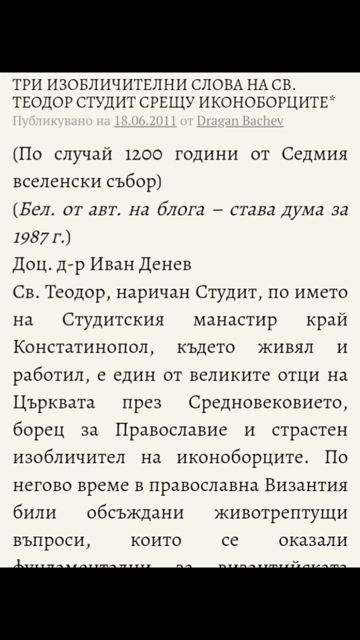 ТРИ ИЗОБЛИЧИТЕЛНИ СЛОВА НА СВ.
ТЕОДОР СТУДИТ СРЕЩУ ИКОНОБОРЦИТЕ*
Публикувано на 18.06.2011 от Dragan Bachev
(По случай 1200 години от Седмия
вселенски събор)
(Бел. от авт. на блога – става дума за
1987 г.)
Доц. д-р Иван Денев
Св. Теодор, наричан Студит, по името
на Студитския манастир край
Констатинопол, където живял и
работил, е един от великите отци на
Църквата през Средновековието,
борец за Православие и страстен
изобличител на иконоборците. По
негово време в православна Византия
били обсъждани животрептущи
въпроси, които се оказали
фундаментални за византийската